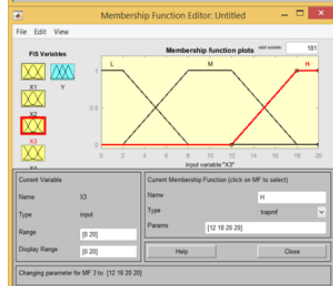 Membership Function Editor: Untitled
File Edit View
FIS Variables
X1
Y
X2
X3
X4
Membership function plots
plot points:
181
L
M
H
1
0.5
0
0 2 4 6 8 10 12 14 16 18 20
input variable "X3"
Current Variable
Name X3
Type input
Range [0 20]
Display Range [0 20]
Current Membership Function (click on MF to select)
Name H
Type trapmf
Params [12 18 20 20]
Help
Close
Changing parameter for MF 3 to [12 18 20 20]